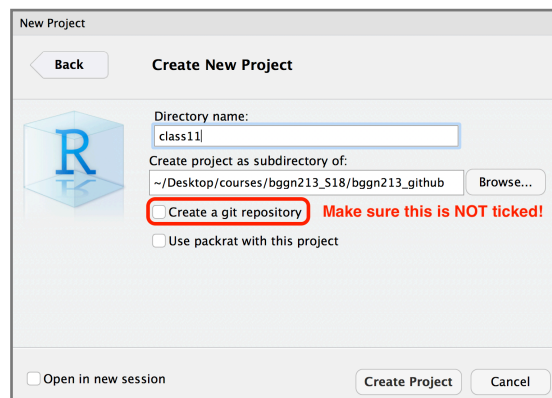 New Project
Back
Create New Project
R
Directory name:
class11
Create project as subdirectory of:
~/Desktop/courses/bggn213_S18/bggn213_github
Browse...
Create a git repository
Make sure this is NOT ticked!
Use packrat with this project
Open in new session
Create Project
Cancel